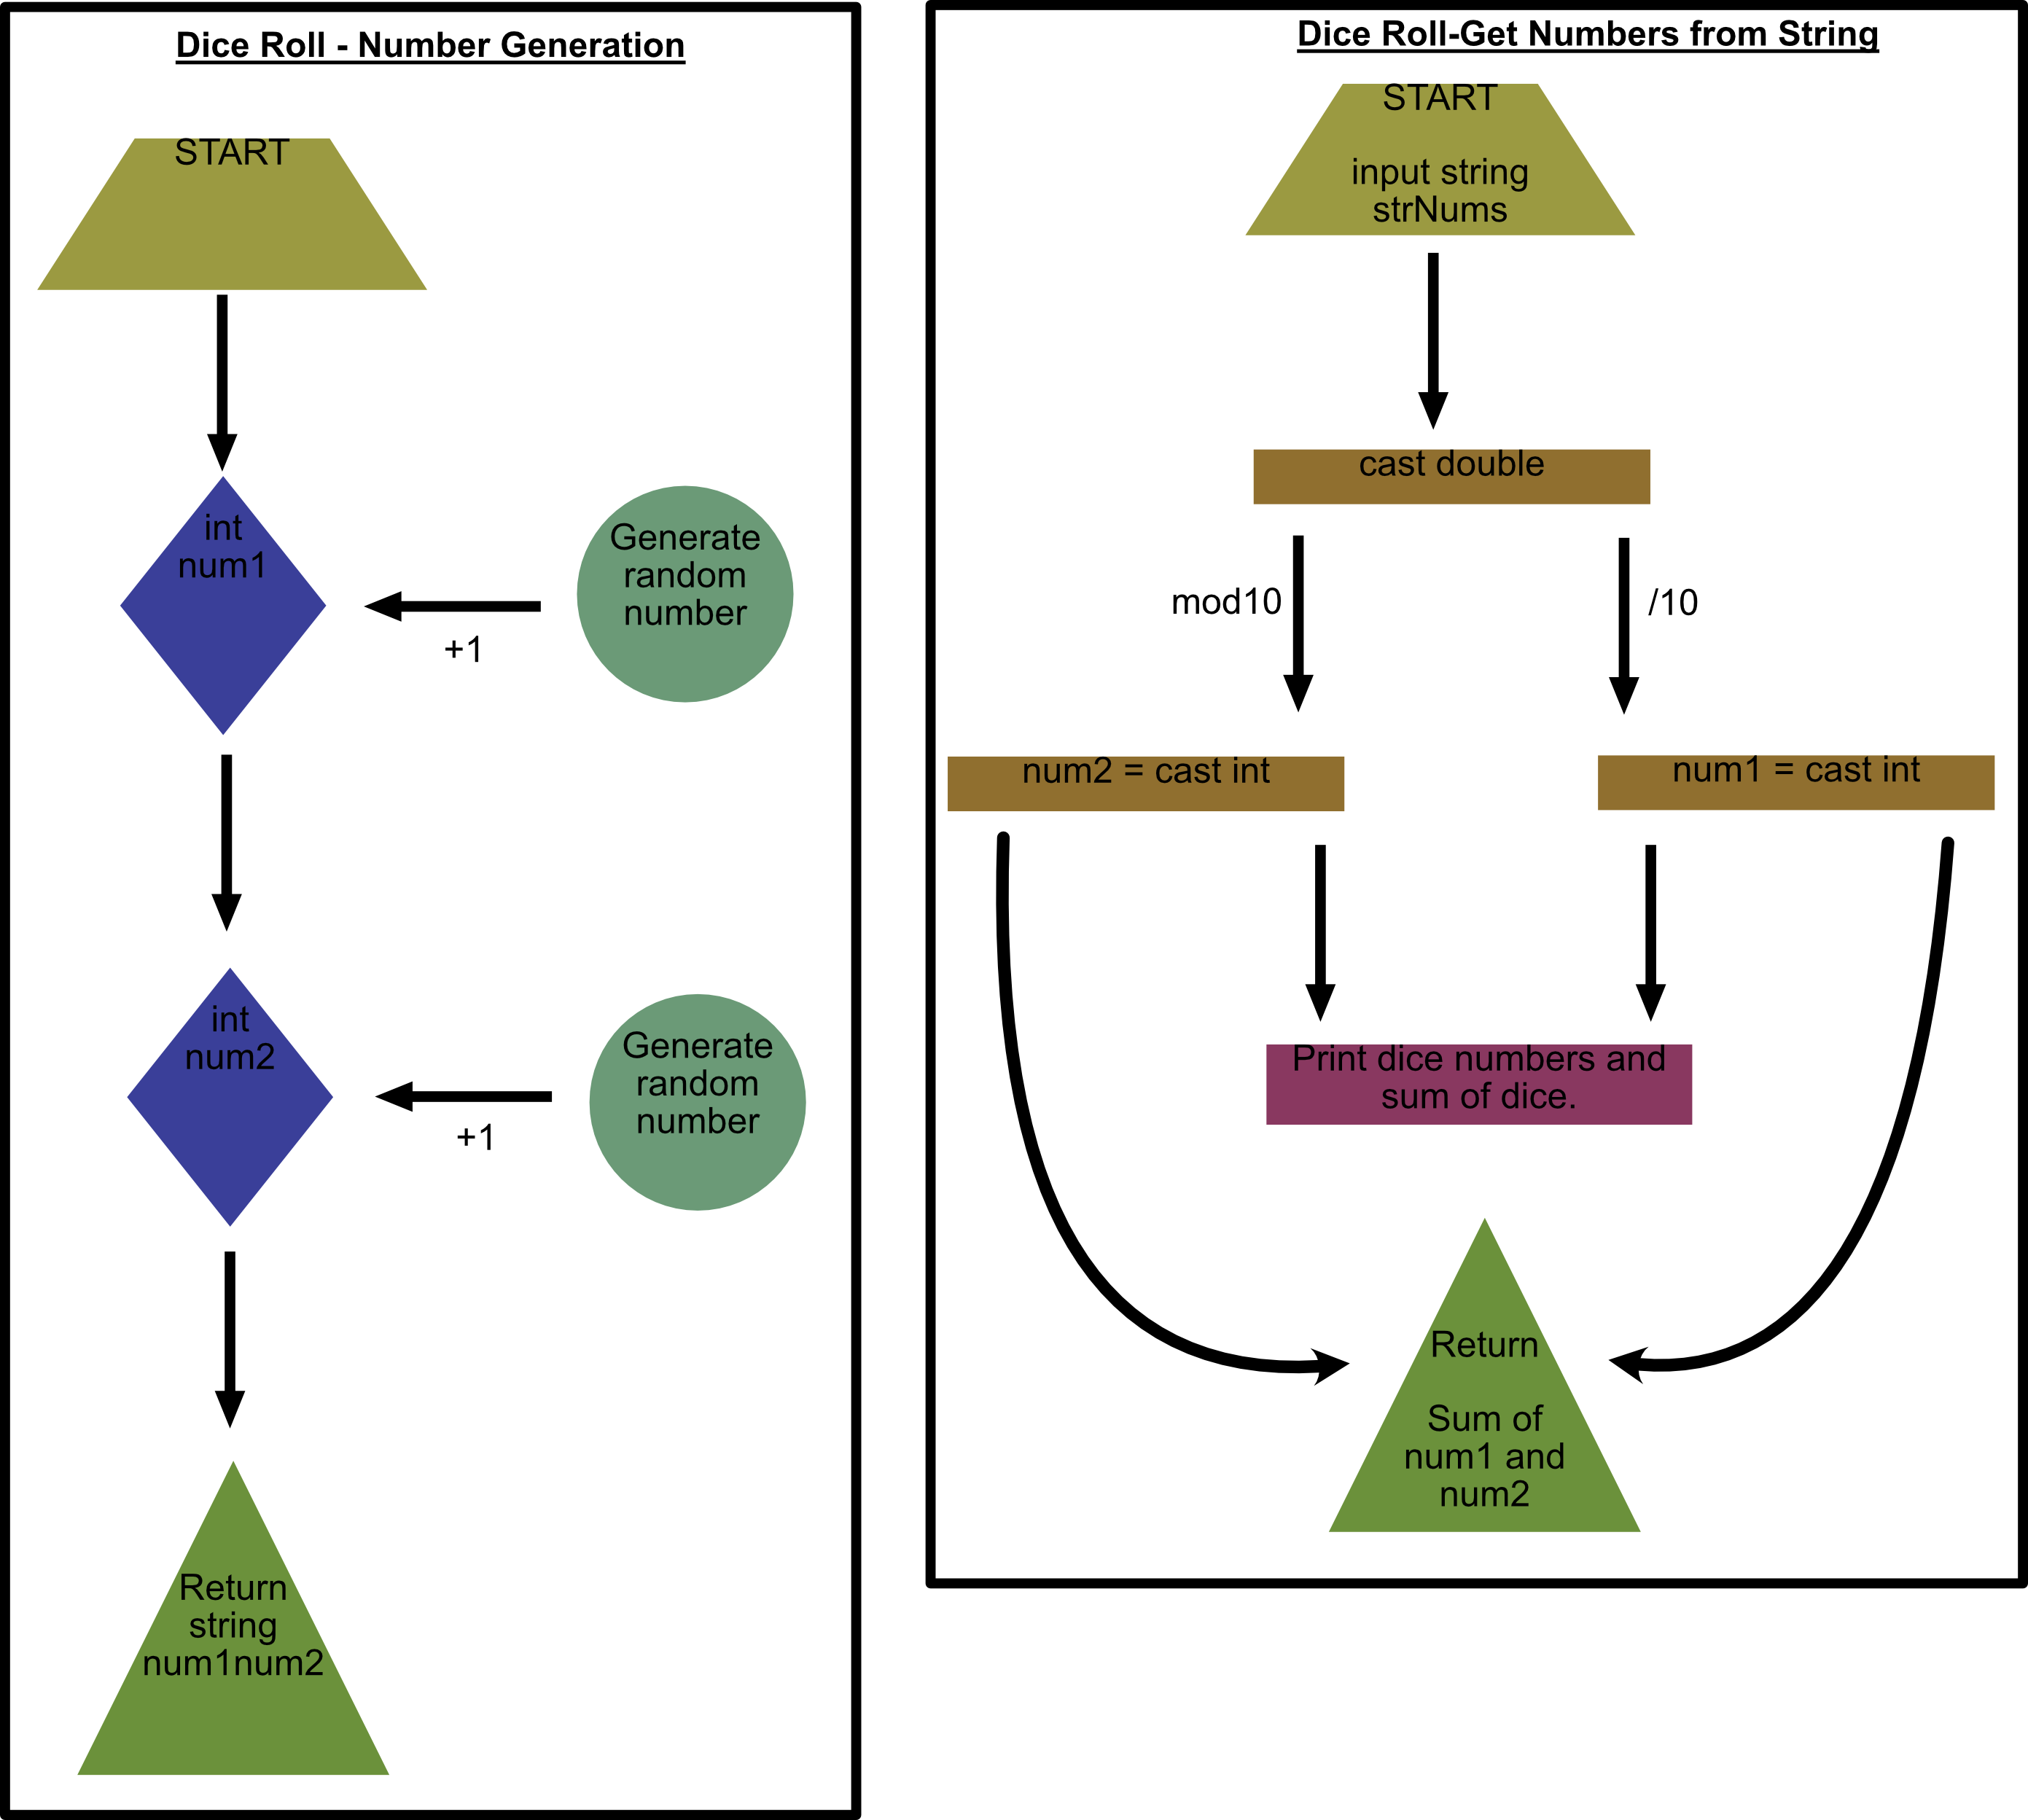 Dice Roll - Number Generation
START
int
num1
Generate
random
number
+1
int
num2
Generate
random
number
+1
Return
string
num1num2
Dice Roll-Get Numbers from String
START
input string
strNums
cast double
mod10
/10
num2 = cast int
num1 = cast int
Print dice numbers and
sum of dice.
Return
Sum of
num1 and
num2